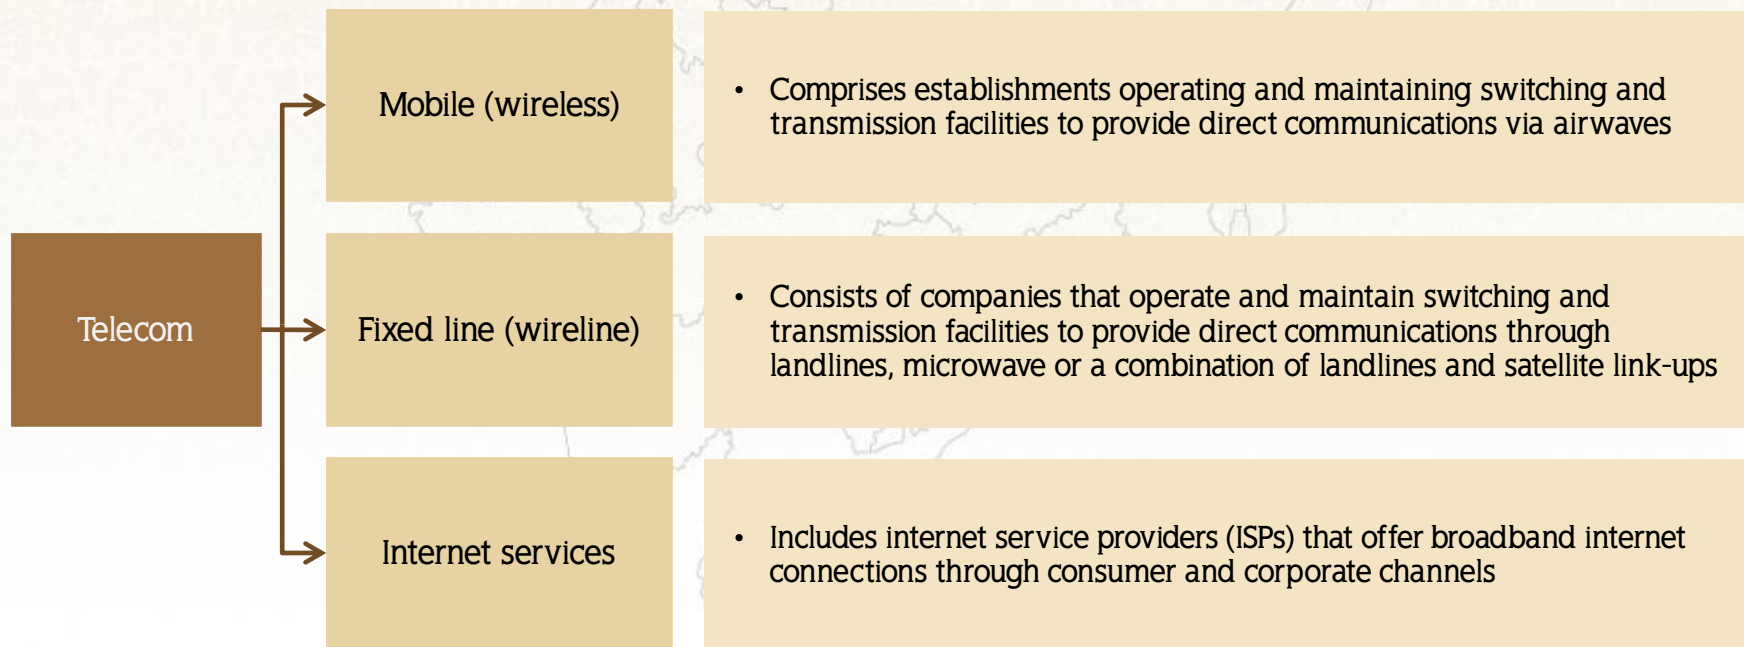 Telecom
Mobile (wireless)
• Comprises establishments operating and maintaining switching and
transmission facilities to provide direct communications via airwaves
Fixed line (wireline)
• Consists of companies that operate and maintain switching and
transmission facilities to provide direct communications through
landlines, microwave or a combination of landlines and satellite link-ups
Internet services
• Includes internet service providers (ISPs) that offer broadband internet
connections through consumer and corporate channels